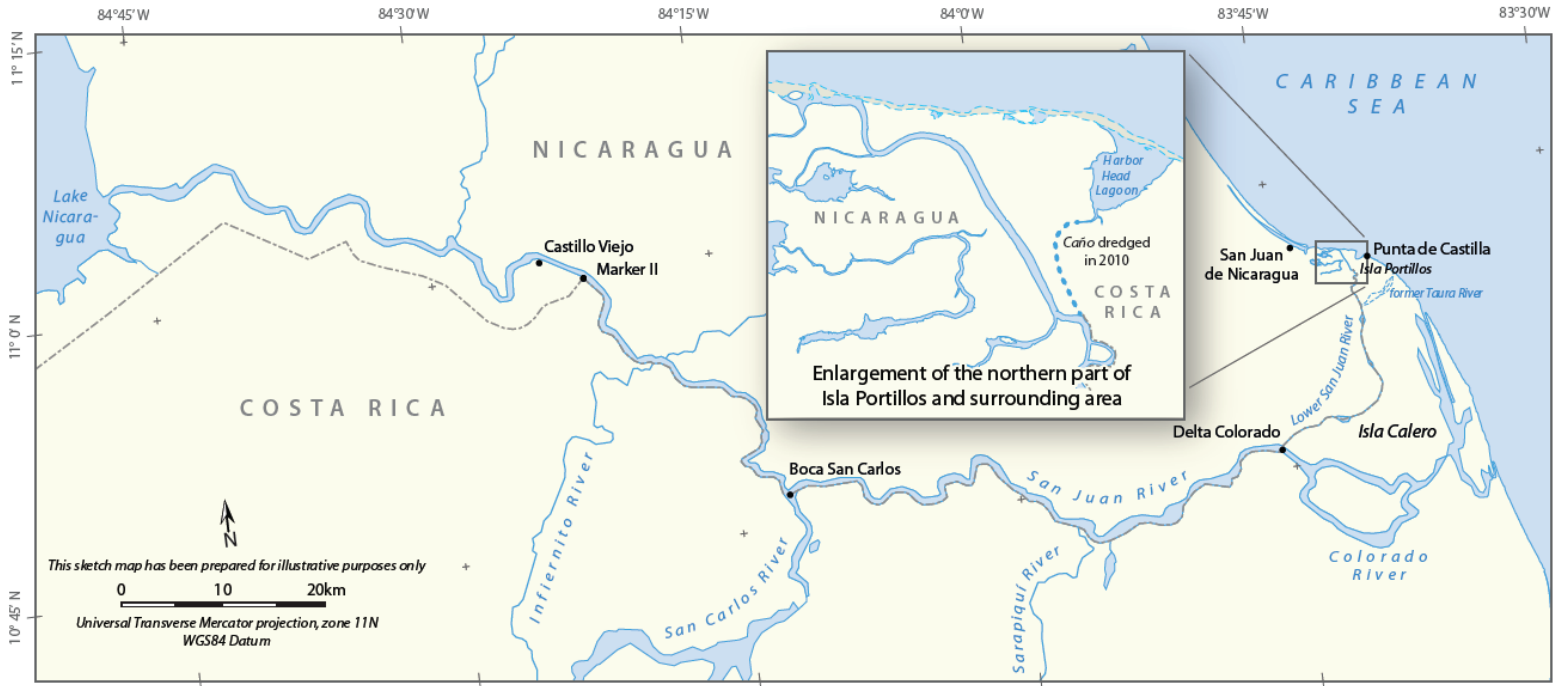 84°45'W
84°30'W
84°15'W
84°0'W
83°45'W
83°30'W
11° 15'N
11° 0' N
10° 45' N
CARIBBEAN
SEA
NICARAGUA
Lake
Nicara-
gua
COSTA RICA
Castillo Viejo
Marker II
Harbor
Head
Lagoon
NICARAGUA
Caño dredged
in 2010
COSTA
RICA
Enlargement of the northern part of
Isla Portillos and surrounding area
San Juan
de Nicaragua
Punta de Castilla
Isla Portillos
former Taura River
Lower San Juan River
Delta Colorado
Isla Calero
Boca San Carlos
San Juan River
Colorado
River
Infiernito River
San Carlos River
Sarapiquí River
N
This sketch map has been prepared for illustrative purposes only
0 10 20km
Universal Transverse Mercator projection, zone 11N
WGS84 Datum